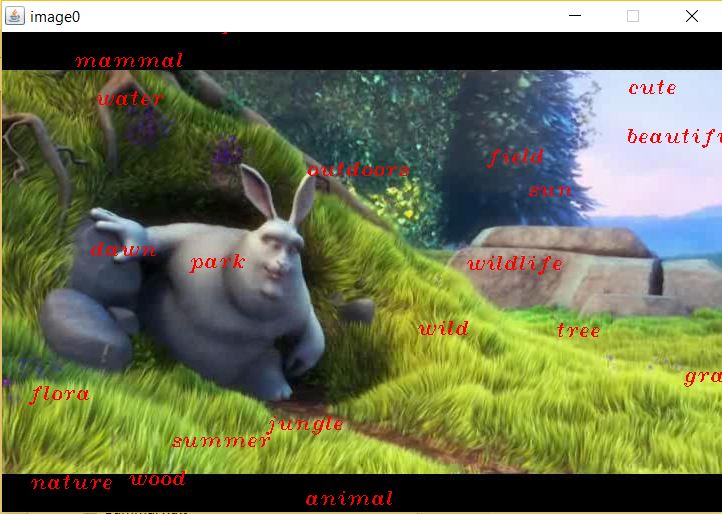 image0
mammal
cute
water
beautifu
field
outdoors
sun
dawn
park
wildlife
wild
tree
gra
flora
jungle
summer
nature
wood
animal